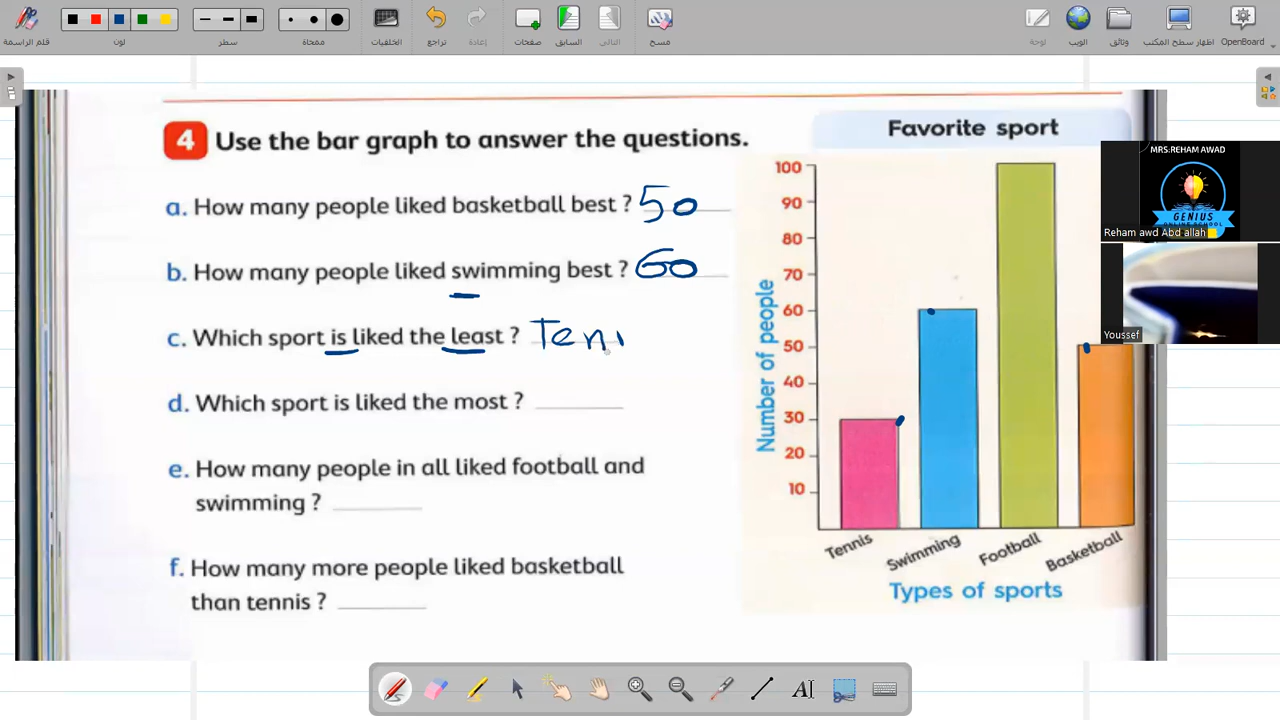 قلم الراسمة
لون
سطر
ممحاة
الخلفيات
تراجع
إعادة
صفحات
السابق
التالي
مسح
لوحة
الويب
وثائق
اظهار سطح المكتب
OpenBoard
4 Use the bar graph to answer the questions.
a. How many people liked basketball best ? 50
b. How many people liked swimming best ? 60
c. Which sport is liked the least ? Teni
d. Which sport is liked the most ?
e. How many people in all liked football and
swimming ?
f. How many more people liked basketball
than tennis ?
Favorite sport
Number of people
100
90
80
70
60
50
40
30
20
10
Tennis
Swimming
Football
Basketball
Types of sports
MRS.REHAM AWAD
GENIUS
ONLINE SCHOOL
Reham awd Abd allah
Youssef